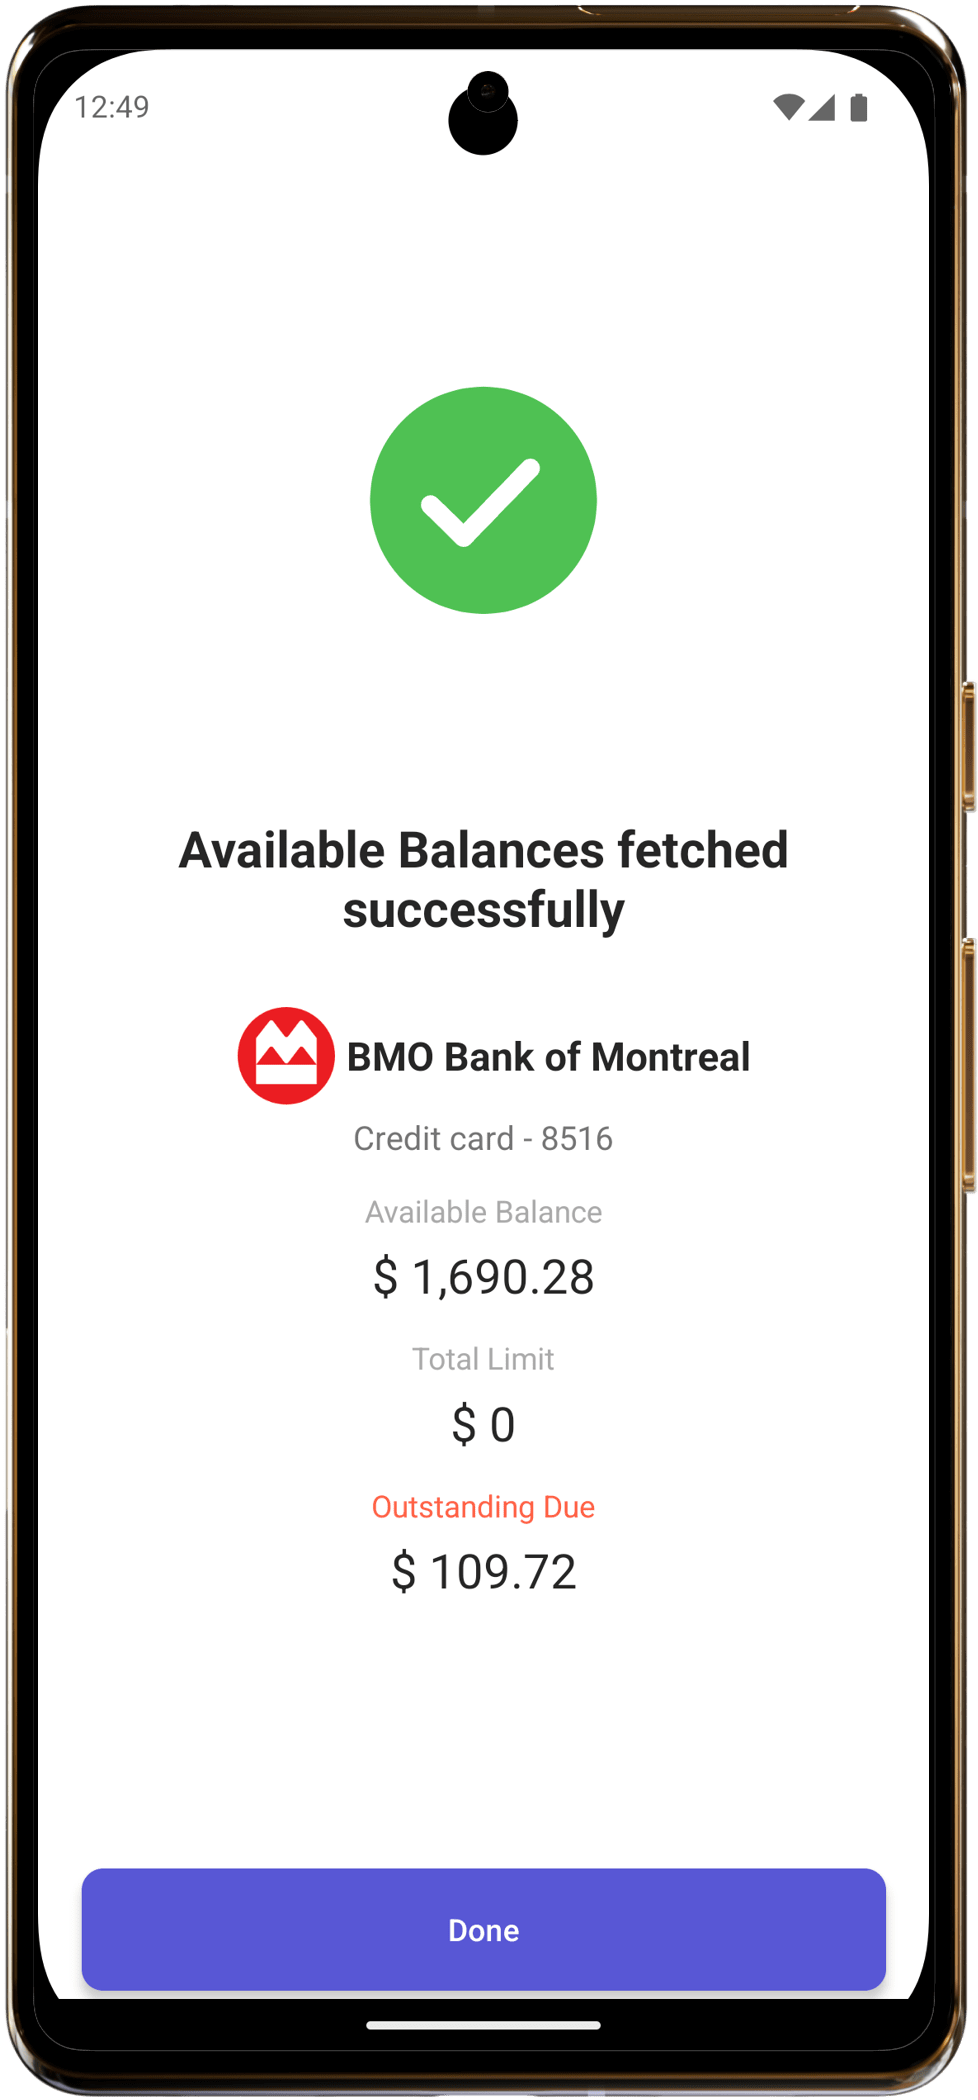 12:49
Available Balances fetched
successfully
BMO Bank of Montreal
Credit card - 8516
Available Balance
$ 1,690.28
Total Limit
$ 0
Outstanding Due
$ 109.72
Done